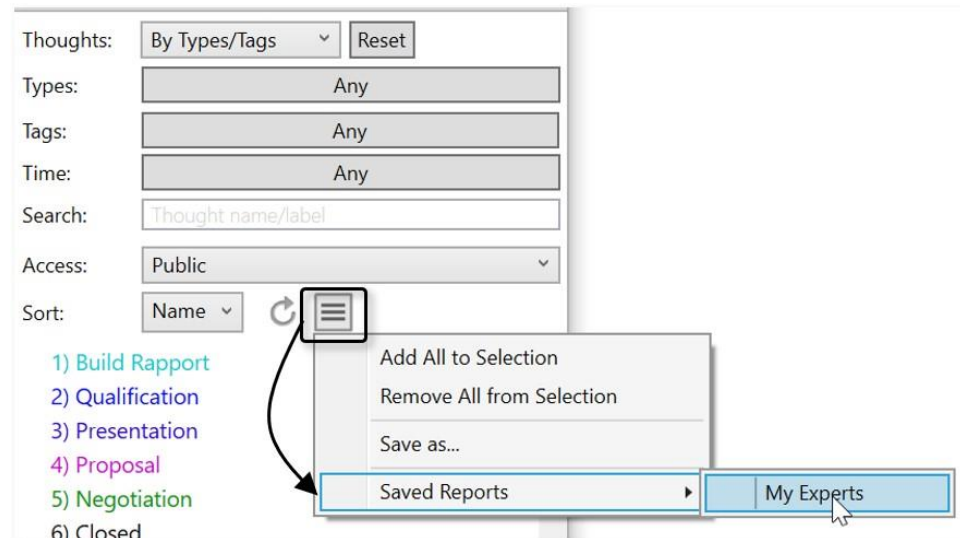 Thoughts: By Types/Tags Reset
Types: Any
Tags: Any
Time: Any
Search: Thought name/label
Access: Public
Sort: Name
1) Build Rapport
2) Qualification
3) Presentation
4) Proposal
5) Negotiation
6) Closed
Add All to Selection
Remove All from Selection
Save as...
Saved Reports
My Experts